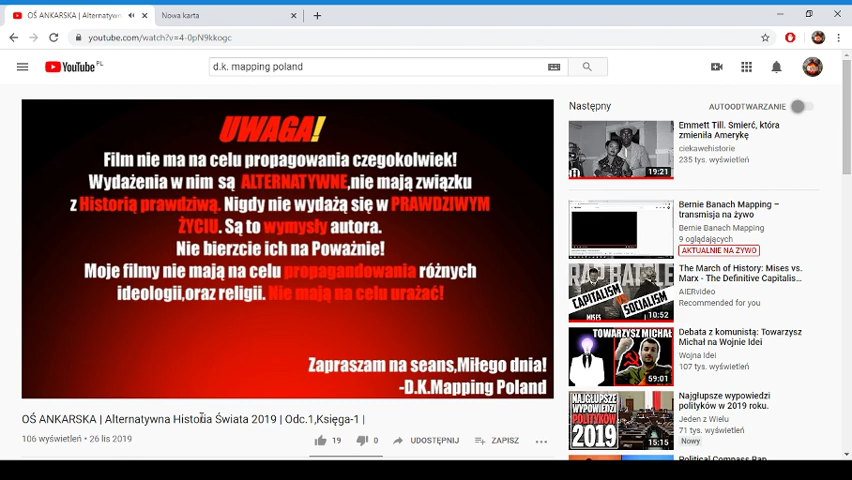 OŚ ANKARSKA | Alternatywn
Nowa karta
youtube.com/watch?v=4-0pN9kkogc
YouTube PL
d.k. mapping poland
UWAGA!
Film nie ma na celu propagowania czegokolwiek!
Wydażenia w nim są ALTERNATYWNE,nie mają związku
z Historią prawdziwą. Nigdy nie wydażą się w PRAWDZIWYM
ŻYCIU. Są to wymysły autora.
Nie bierzcie ich na Poważnie!
Moje filmy nie mają na celu propagandowania różnych
ideologii,oraz religii. Nie mają na celu urażać!
Zapraszam na seans,Miłego dnia!
-D.K.Mapping Poland
OŚ ANKARSKA | Alternatywna Historia Świata 2019 | Odc.1,Księga-1 |
106 wyświetleń • 26 lis 2019
19
0
UDOSTĘPNIJ
ZAPISZ
Następny
AUTOODTWARZANIE
19:21
Emmett Till. Śmierć, która
zmieniła Amerykę
ciekawehistorie
235 tys. wyświetleń
Bernie Banach Mapping –
transmisja na żywo
Bernie Banach Mapping
9 oglądających
AKTUALNIE NA ŻYWO
RAP BATTLE
CAPITALISM
VS
SOCIALISM
MISES
10:52
The March of History: Mises vs.
Marx - The Definitive Capitalis...
AIERvideo
Recommended for you
TOWARZYSZ MICHAŁ
59:01
Debata z komunistą: Towarzysz
Michał na Wojnie Idei
Wojna Idei
107 tys. wyświetleń
NAJGŁUPSZE
WYPOWIEDZI
POLITYKÓW
2019
15:15
Najgłupsze wypowiedzi
polityków w 2019 roku.
Jeden z Wielu
71 tys. wyświetleń
Nowy
Political Compass Rap